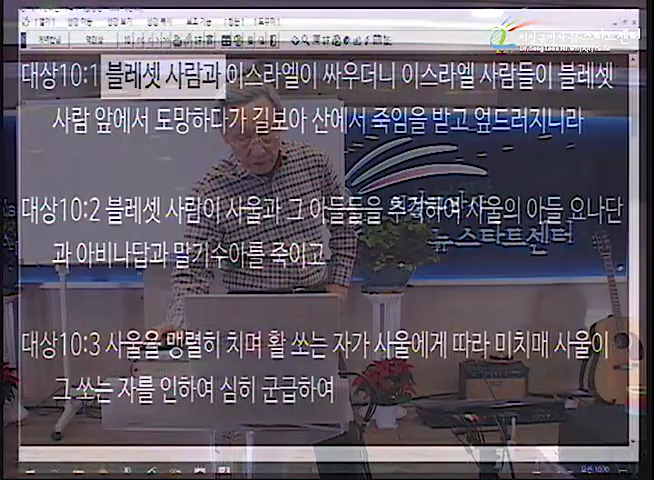 대상10:1 블레셋 사람과 이스라엘이 싸우더니 이스라엘 사람들이 블레셋
사람 앞에서 도망하다가 길보아 산에서 죽임을 받고 엎드러지니라
대상10:2 블레셋 사람이 사울과 그 아들들을 추격하여 사울의 아들 요나단
과 아비나답과 말기수아를 죽이고
뉴스타트센터
대상10:3 사울을 맹렬히 치며 활 쏘는 자가 사울에게 따라 미치매 사울이
그 쏘는 자를 인하여 심히 군급하여